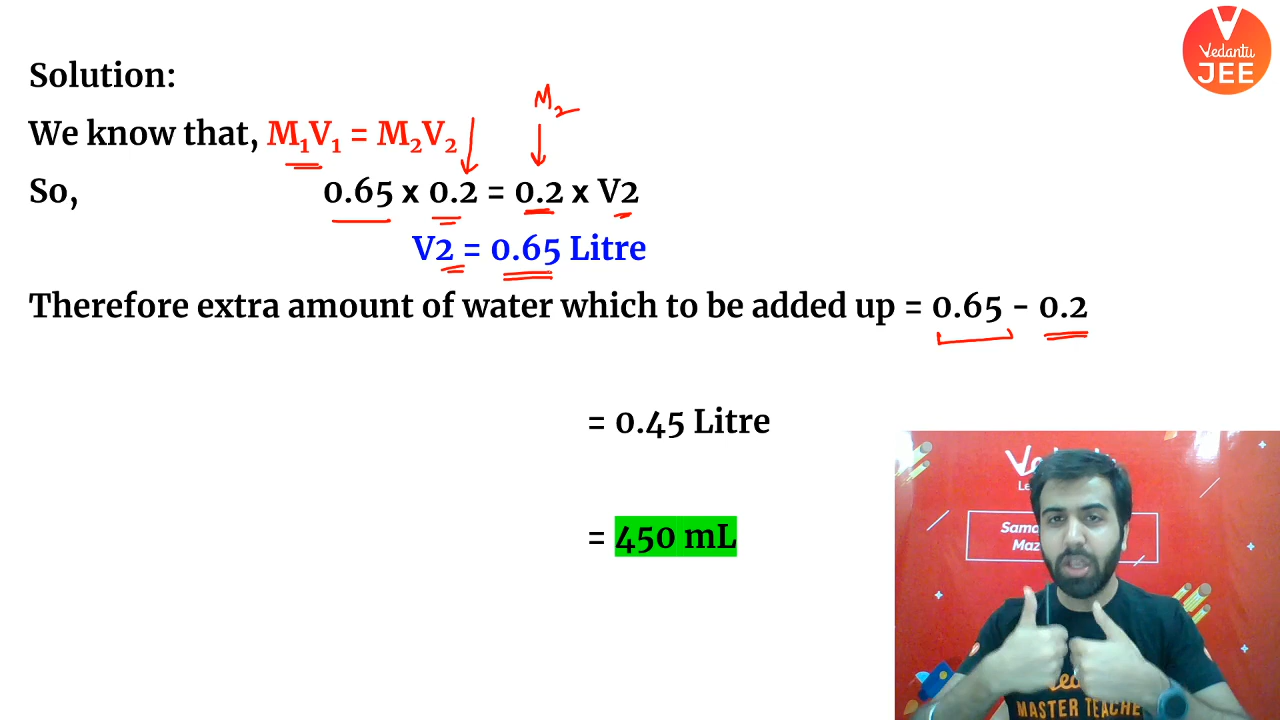 Vedantu
JEE
Solution:
M₂
We know that, M₁V₁ = M₂V₂
So, 0.65 x 0.2 = 0.2 x V2
V2 = 0.65 Litre
Therefore extra amount of water which to be added up = 0.65 - 0.2
= 0.45 Litre
= 450 mL
MASTER TEACHE